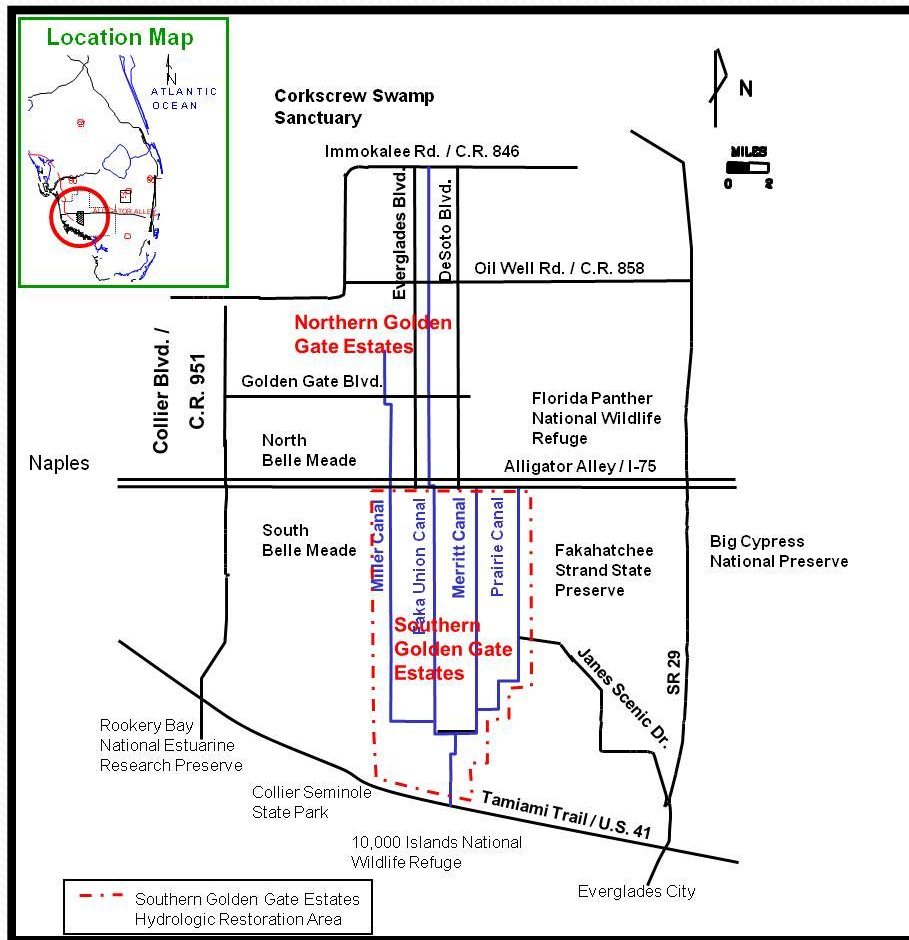 Location Map
N
ATLANTIC
OCEAN
ALLIGATOR ALLEY
N
MILES
0 2
Corkscrew Swamp
Sanctuary
Immokalee Rd. / C.R. 846
Everglades Blvd.
DeSoto Blvd.
Oil Well Rd. / C.R. 858
Northern Golden
Gate Estates
Collier Blvd. /
C.R. 951
Golden Gate Blvd.
Florida Panther
National Wildlife
Refuge
North
Belle Meade
Naples
Alligator Alley / I-75
South
Belle Meade
Miller Canal
Faka Union Canal
Merritt Canal
Prairie Canal
Fakahatchee
Strand State
Preserve
Big Cypress
National Preserve
Southern
Golden Gate
Estates
Janes Scenic Dr.
SR 29
Rookery Bay
National Estuarine
Research Preserve
Collier Seminole
State Park
Tamiami Trail / U.S. 41
10,000 Islands National
Wildlife Refuge
Everglades City
Southern Golden Gate Estates
Hydrologic Restoration Area